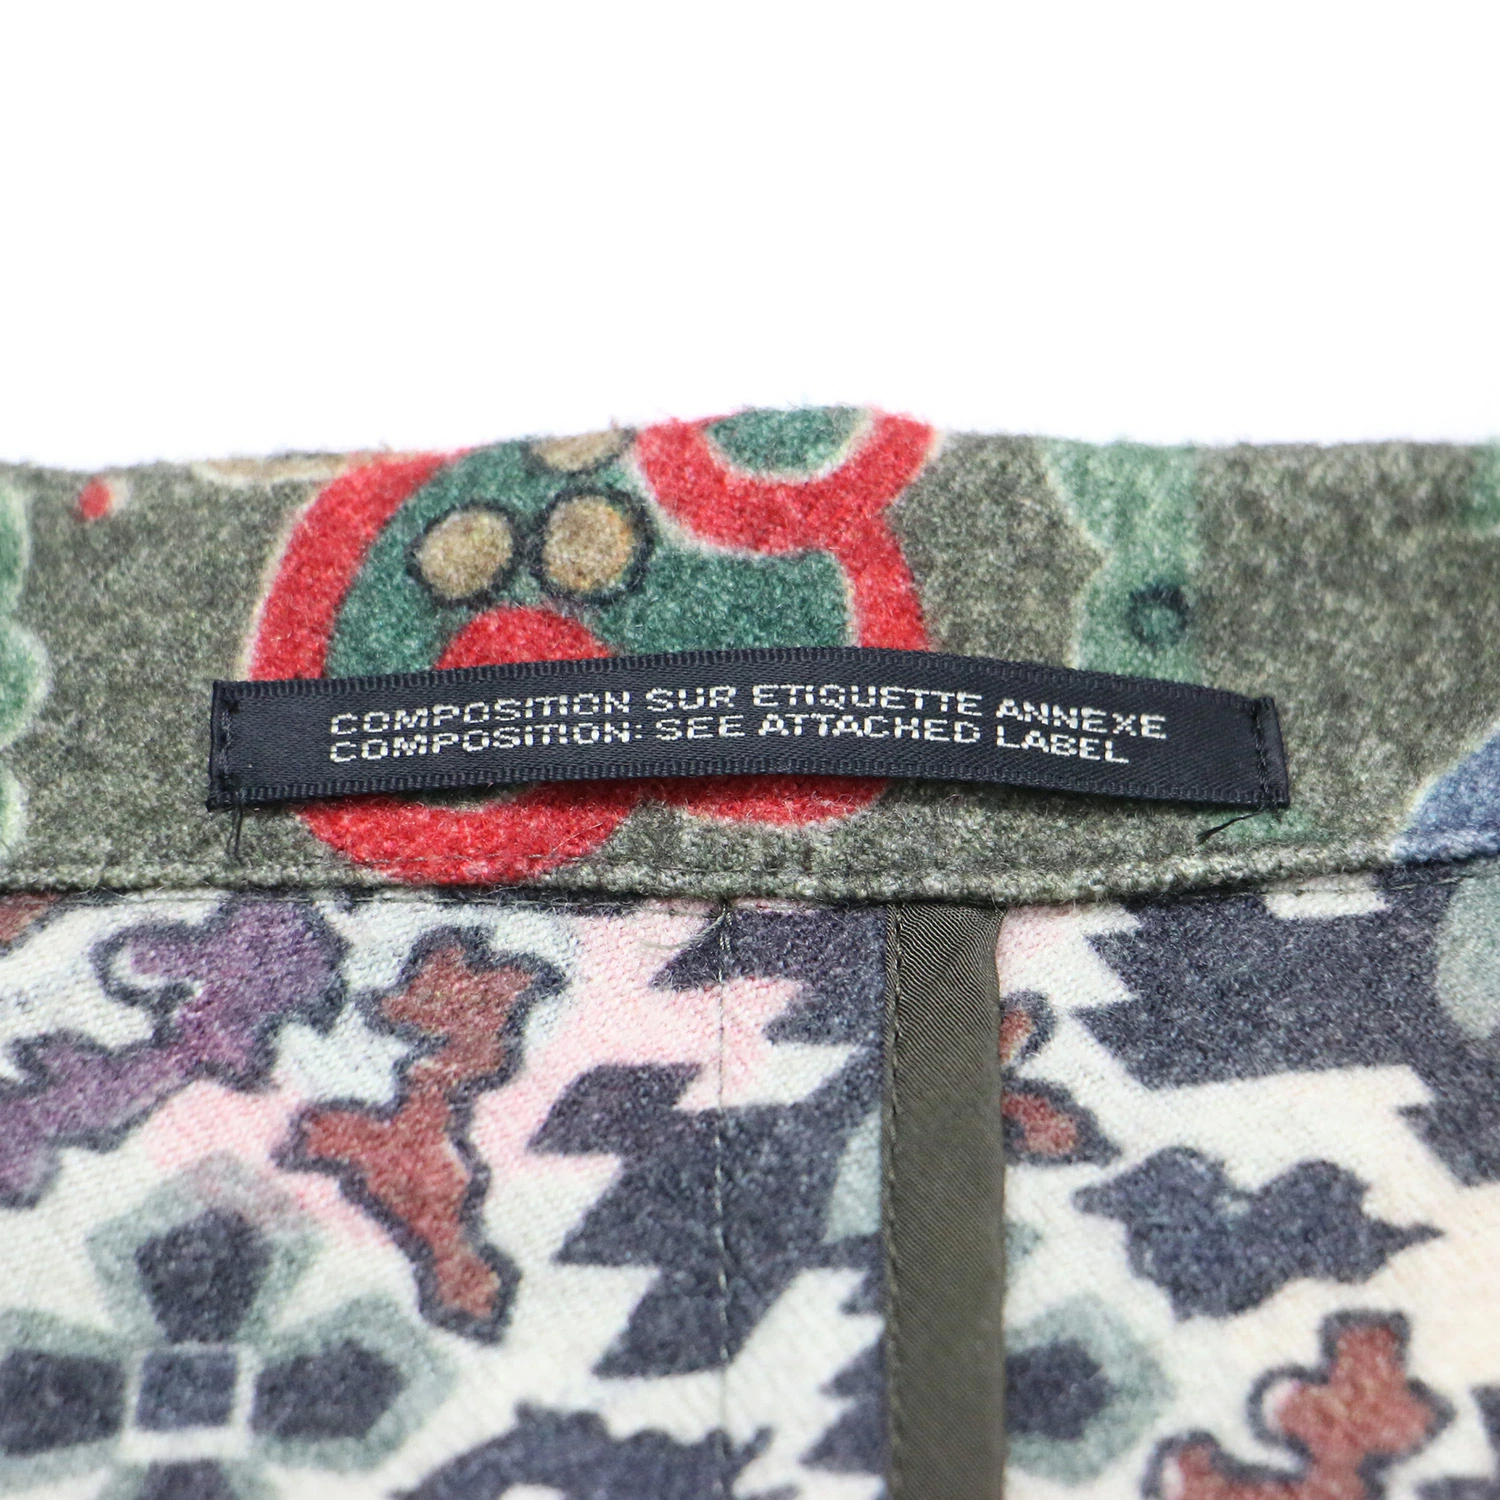 COMPOSITION SUR ETIQUETTE ANNEXE
COMPOSITION: SEE ATTACHED LABEL